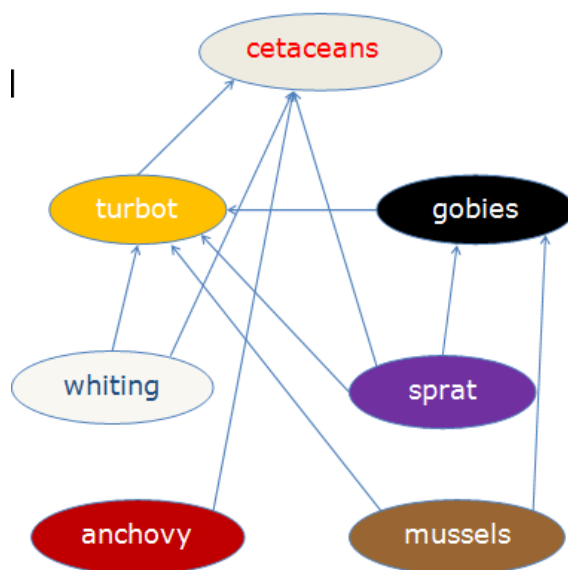 cetaceans
l
turbot
gobies
whiting
sprat
anchovy
mussels